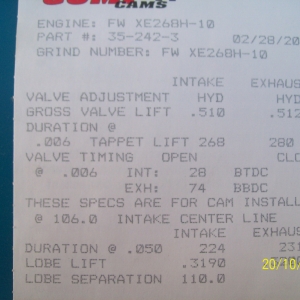 COMP
CAMS
ENGINE: FW XE268H-10
PART #: 35-242-3 02/28/20
GRIND NUMBER: FW XE268H-10
INTAKE EXHAUS
VALVE ADJUSTMENT HYD HYD
GROSS VALVE LIFT .510 .512
DURATION @
.006 TAPPET LIFT 268 280
VALVE TIMING OPEN CLO
@ .006 INT: 28 BTDC
EXH: 74 BBDC
THESE SPECS ARE FOR CAM INSTALL
@ 106.0 INTAKE CENTER LINE
INTAKE EXHAUS
DURATION @ .050 224 231
LOBE LIFT .3190
LOBE SEPARATION 110.0
20/10